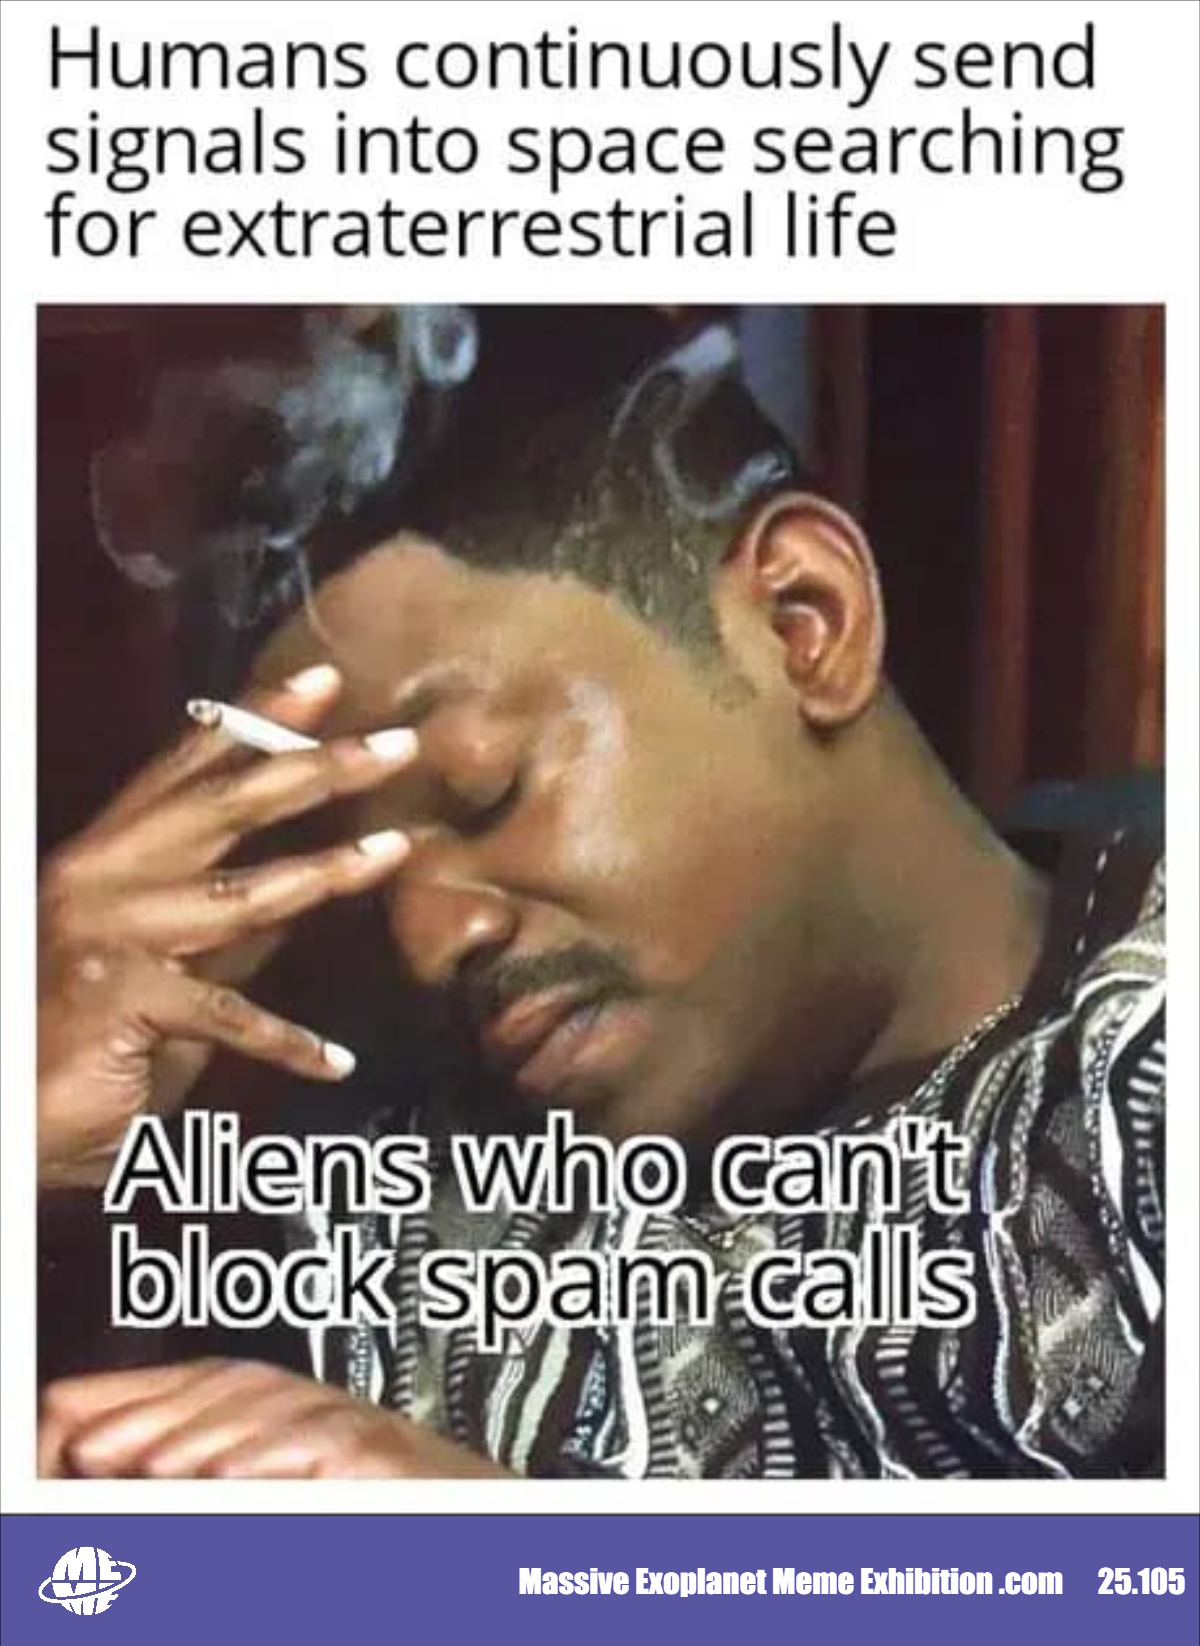 Humans continuously send
signals into space searching
for extraterrestrial life
Aliens who can't
block spam calls
ME
Massive Exoplanet Meme Exhibition .com 25.105